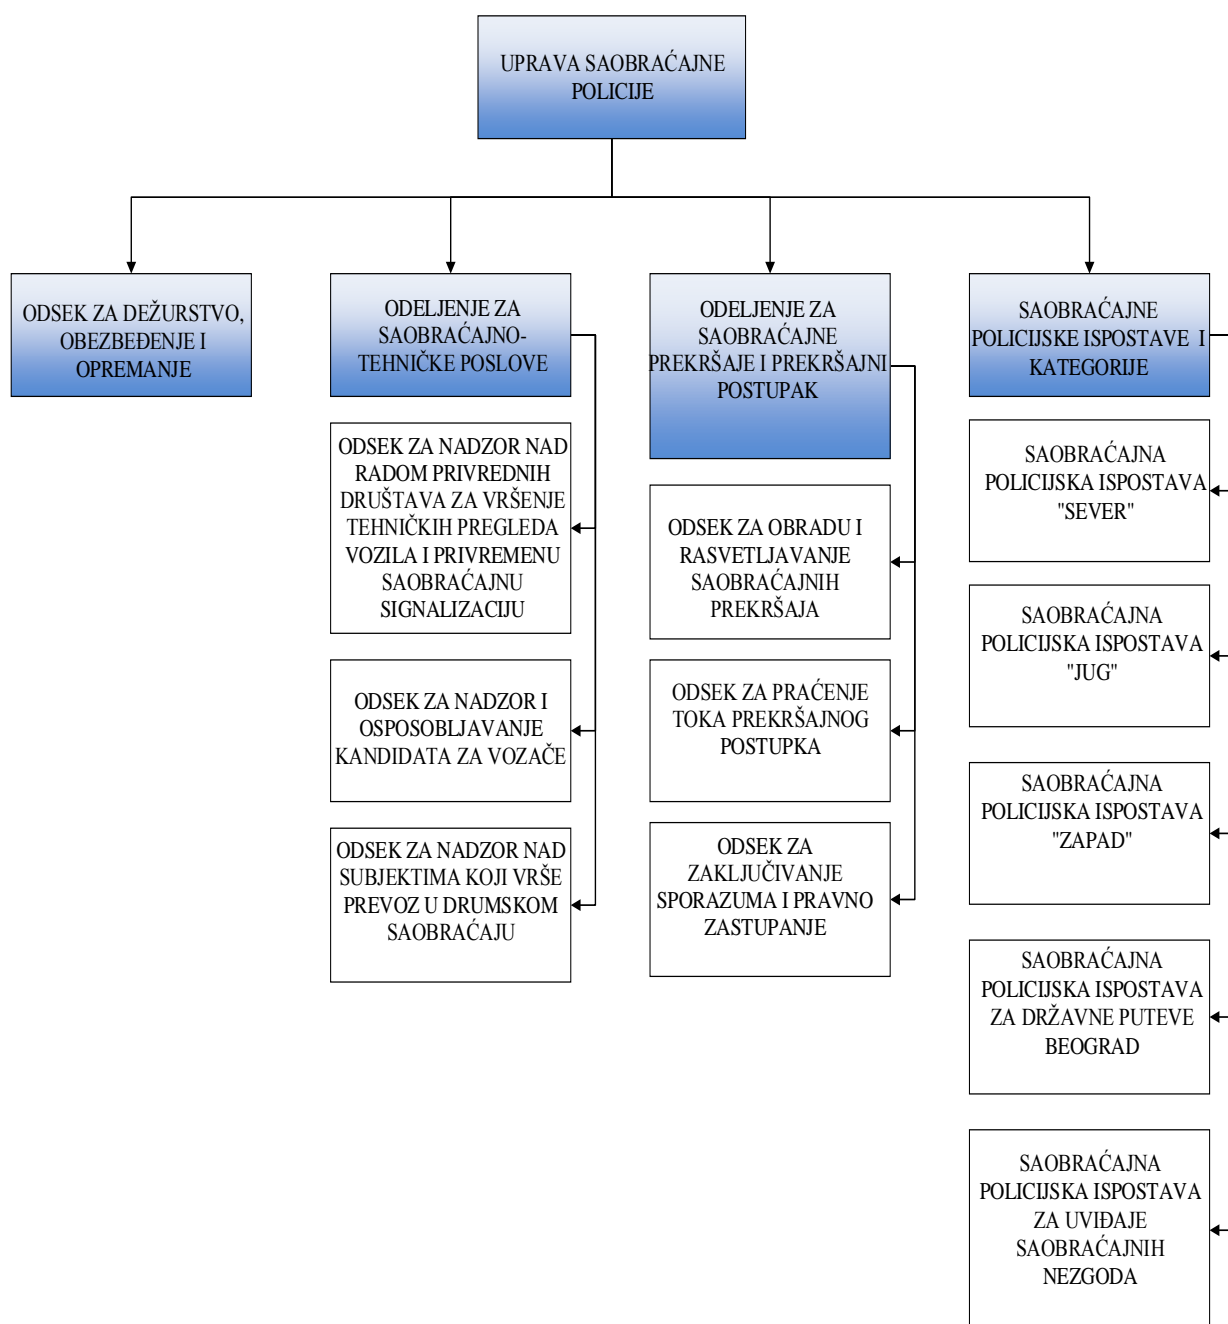 UPRAVA SAOBRAĆAJNE
POLICIJE
ODSEK ZA DEŽURSTVO,
OBEZBEĐENJE I
OPREMANJE
ODELJENJE ZA
SAOBRAĆAJNO-
TEHNIČKE POSLOVE
ODSEK ZA NADZOR NAD
RADOM PRIVREDNIH
DRUŠTAVA ZA VRŠENJE
TEHNIČKIH PREGLEDA
VOZILA I PRIVREMENU
SAOBRAĆAJNU
SIGNALIZACIJU
ODSEK ZA NADZOR I
OSPOSOBLJAVANJE
KANDIDATA ZA VOZAČE
ODSEK ZA NADZOR NAD
SUBJEKTIMA KOJI VRŠE
PREVOZ U DRUMSKOM
SAOBRAĆAJU
ODELJENJE ZA
SAOBRAĆAJNE
PREKRŠAJE I PREKRŠAJNI
POSTUPAK
ODSEK ZA OBRADU I
RASVETLJAVANJE
SAOBRAĆAJNIH
PREKRŠAJA
ODSEK ZA PRAĆENJE
TOKA PREKRŠAJNOG
POSTUPKA
ODSEK ZA
ZAKLJUČIVANJE
SPORAZUMA I PRAVNO
ZASTUPANJE
SAOBRAĆAJNE
POLICIJSKE ISPOSTAVE I
KATEGORIJE
SAOBRAĆAJNA
POLICIJSKA ISPOSTAVA
"SEVER"
SAOBRAĆAJNA
POLICIJSKA ISPOSTAVA
"JUG"
SAOBRAĆAJNA
POLICIJSKA ISPOSTAVA
"ZAPAD"
SAOBRAĆAJNA
POLICIJSKA ISPOSTAVA
ZA DRŽAVNE PUTEVE
BEOGRAD
SAOBRAĆAJNA
POLICIJSKA ISPOSTAVA
ZA UVIĐAJE
SAOBRAĆAJNIH
NEZGODA